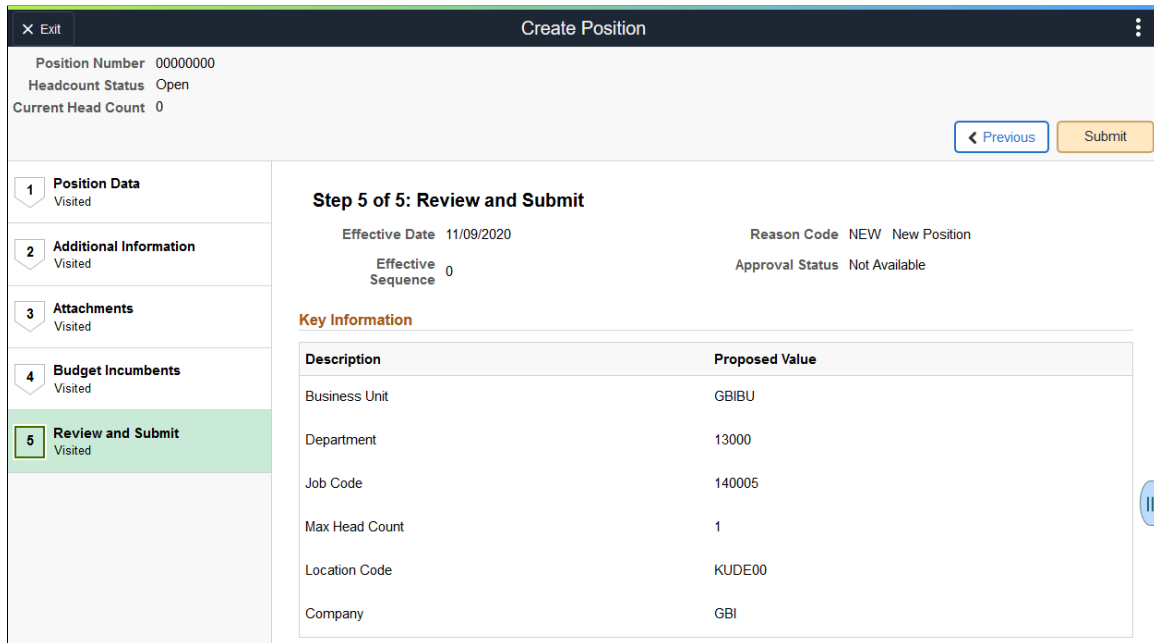 Exit
Create Position
Position Number 00000000
Headcount Status Open
Current Head Count 0
Previous
Submit
1 Position Data
Visited
2 Additional Information
Visited
3 Attachments
Visited
4 Budget Incumbents
Visited
5 Review and Submit
Visited
Step 5 of 5: Review and Submit
Effective Date 11/09/2020
Reason Code NEW New Position
Effective
Sequence 0
Approval Status Not Available
Key Information
Description Proposed Value
Business Unit GBIBU
Department 13000
Job Code 140005
Max Head Count 1
Location Code KUDE00
Company GBI